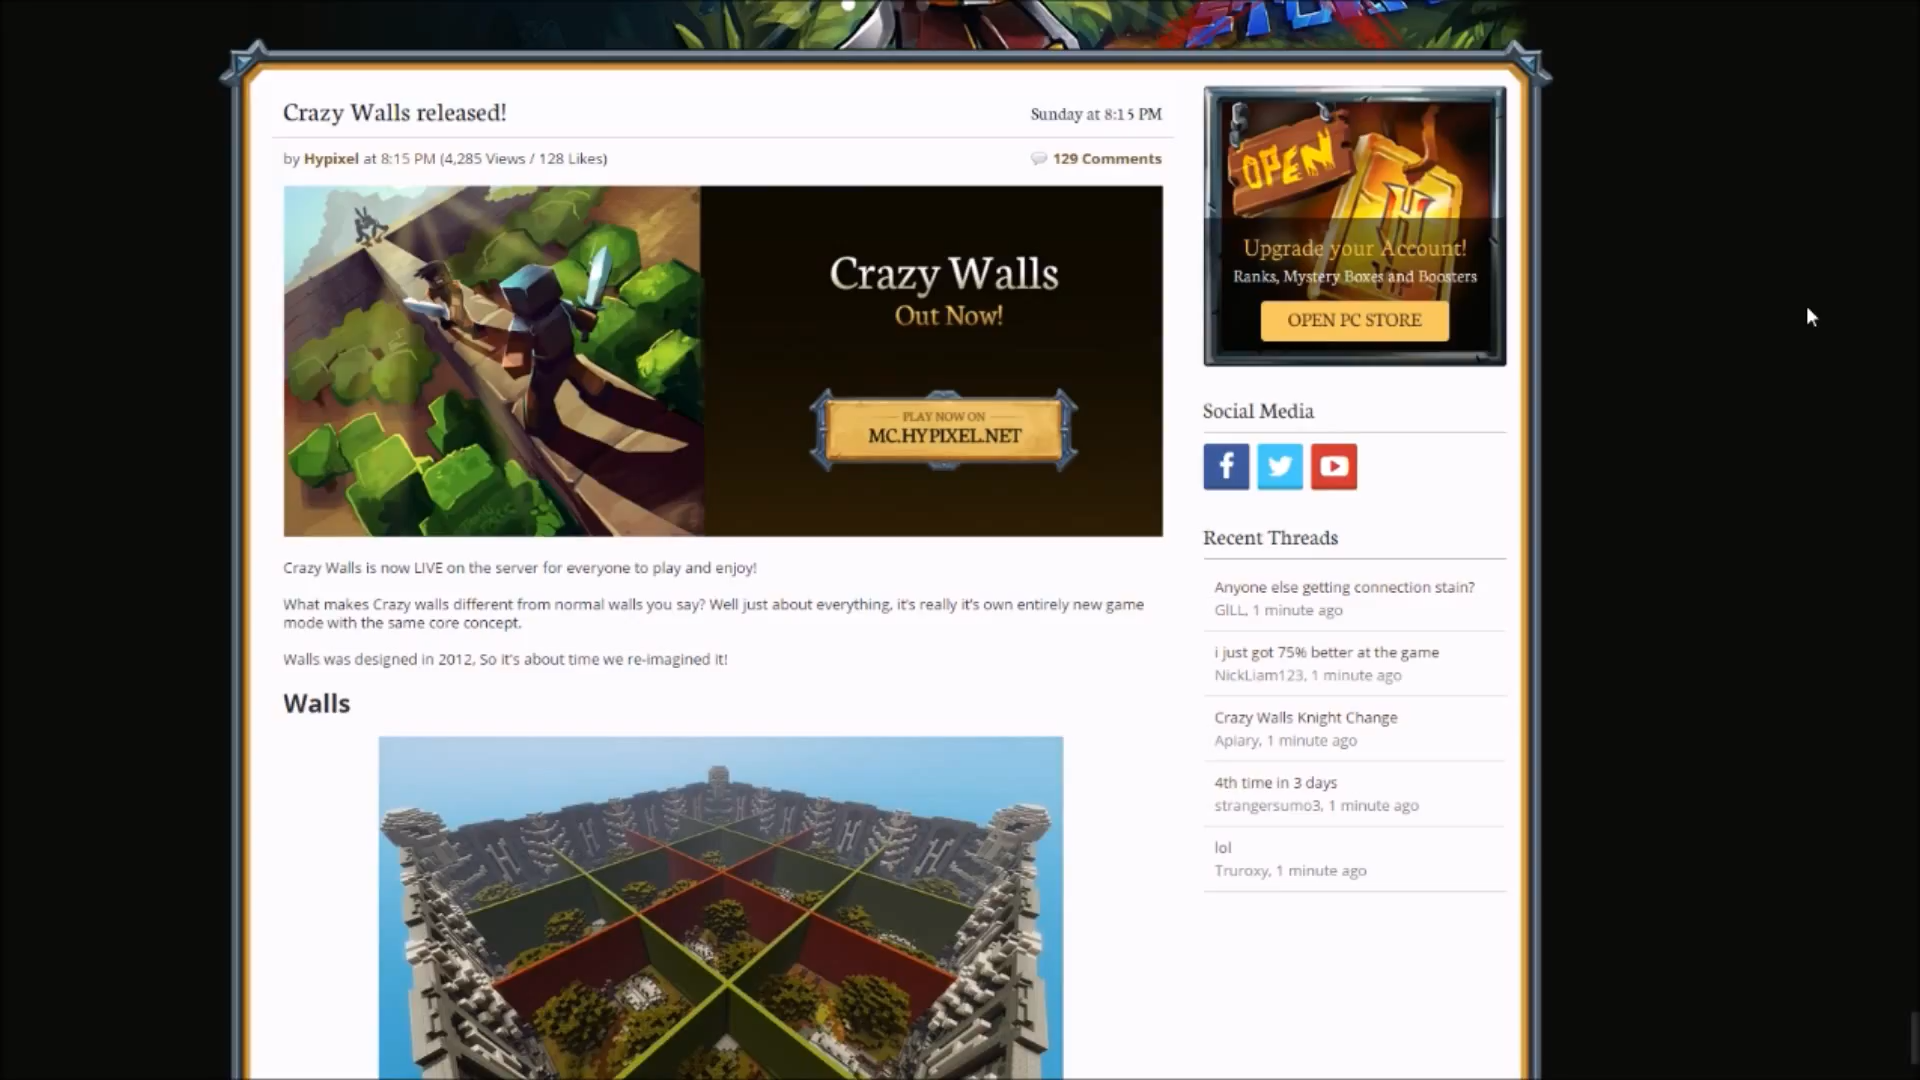 Crazy Walls released!
Sunday at 8:15 PM
by Hypixel at 8:15 PM (4,285 Views / 128 Likes)
129 Comments
Crazy Walls
Out Now!
PLAY NOW ON
MC.HYPIXEL.NET
Crazy Walls is now LIVE on the server for everyone to play and enjoy!
What makes Crazy walls different from normal walls you say? Well just about everything, it's really it's own entirely new game
mode with the same core concept.
Walls was designed in 2012, So it's about time we re-imagined it!
Walls
OPEN
H
Upgrade your Account!
Ranks, Mystery Boxes and Boosters
OPEN PC STORE
Social Media
Recent Threads
Anyone else getting connection stain?
GlLL, 1 minute ago
i just got 75% better at the game
NickLiam123, 1 minute ago
Crazy Walls Knight Change
Apiary, 1 minute ago
4th time in 3 days
strangersumo3, 1 minute ago
lol
Truroxy, 1 minute ago